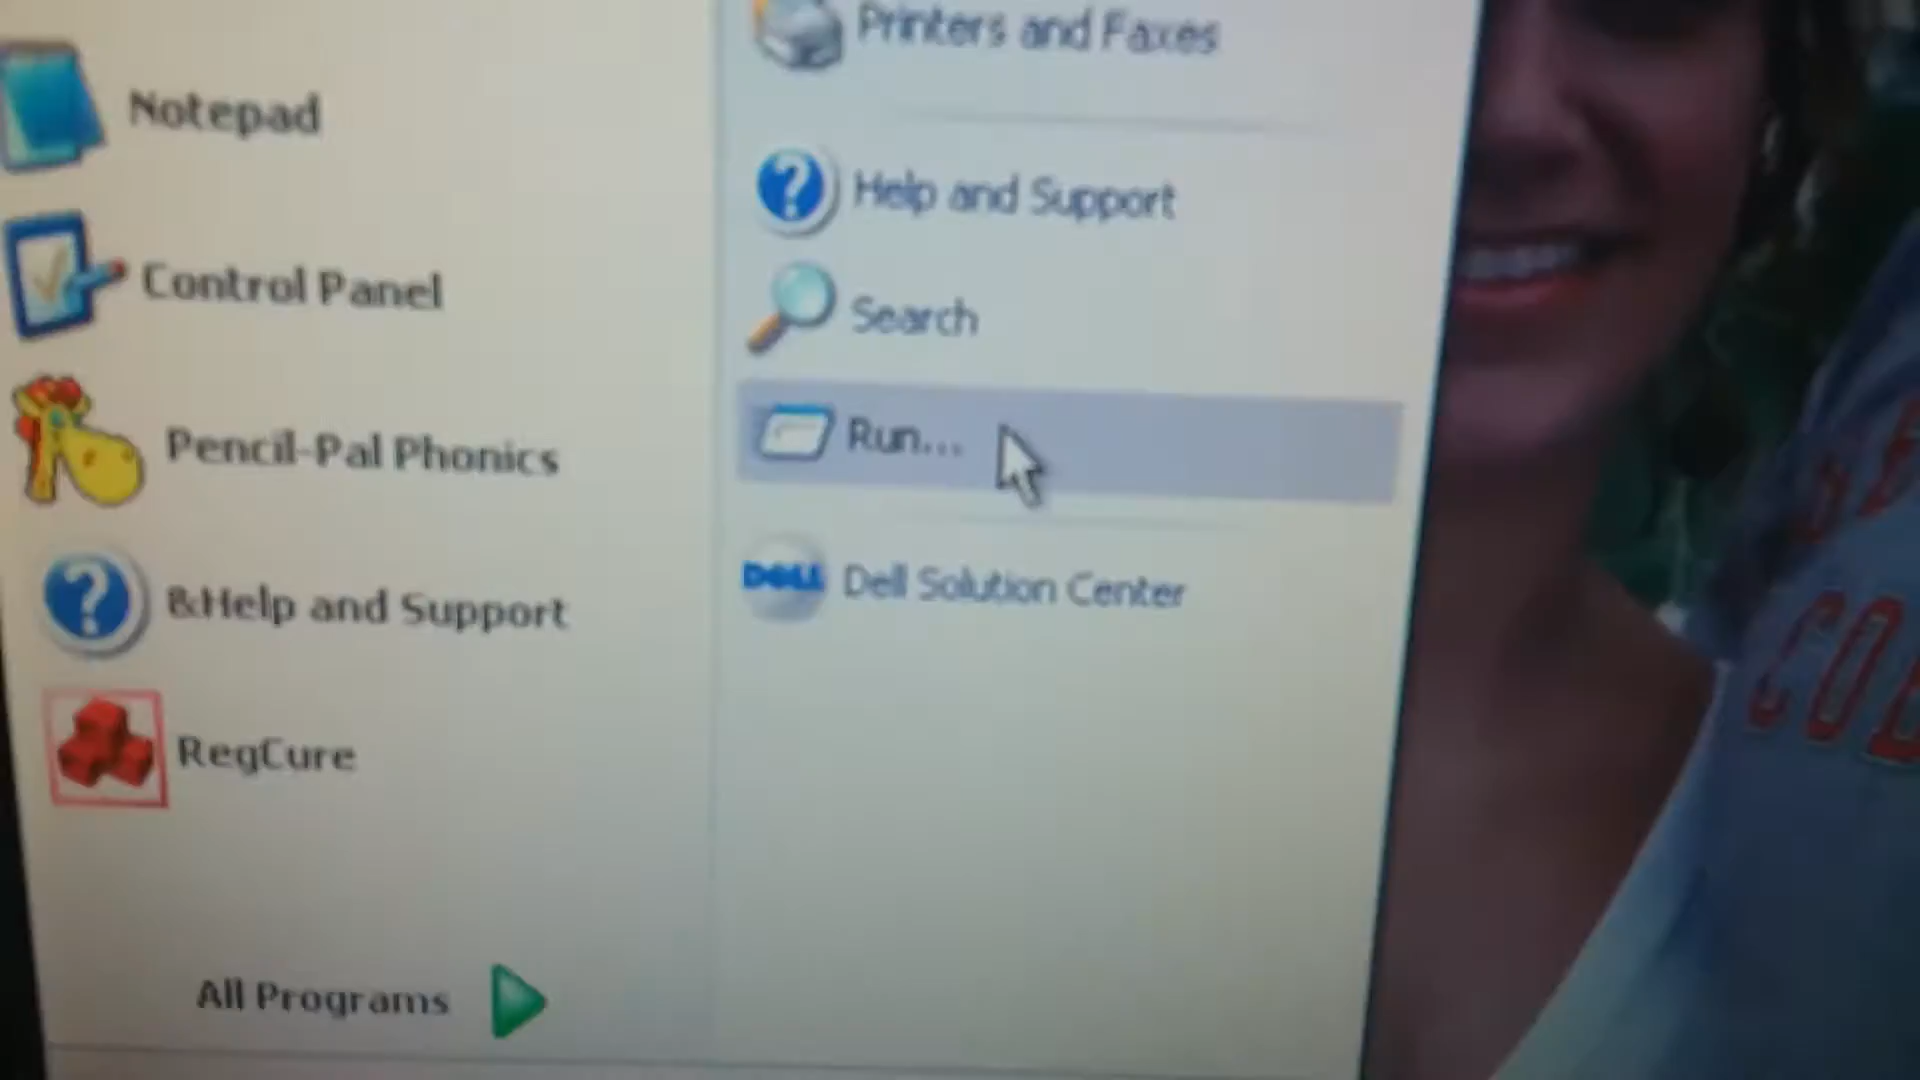 Printers and Faxes
Notepad
Help and Support
Control Panel
Search
Run...
Pencil-Pal Phonics
DELL Dell Solution Center
&Help and Support
RegCure
All Programs